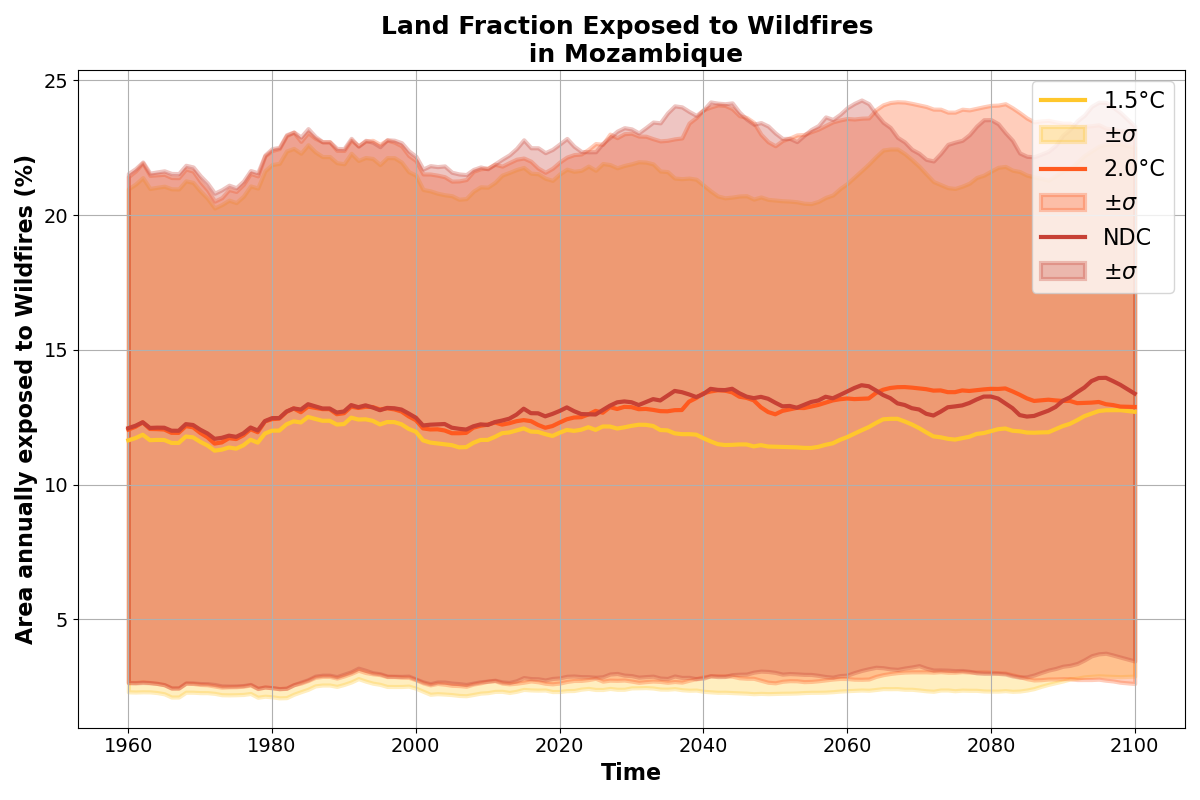 Land Fraction Exposed to Wildfires
in Mozambique
Area annually exposed to Wildfires (%)
25
20
15
10
5
1960
1980
2000
2020
2040
2060
2080
2100
Time
1.5°C
±σ
2.0°C
±σ
NDC
±σ